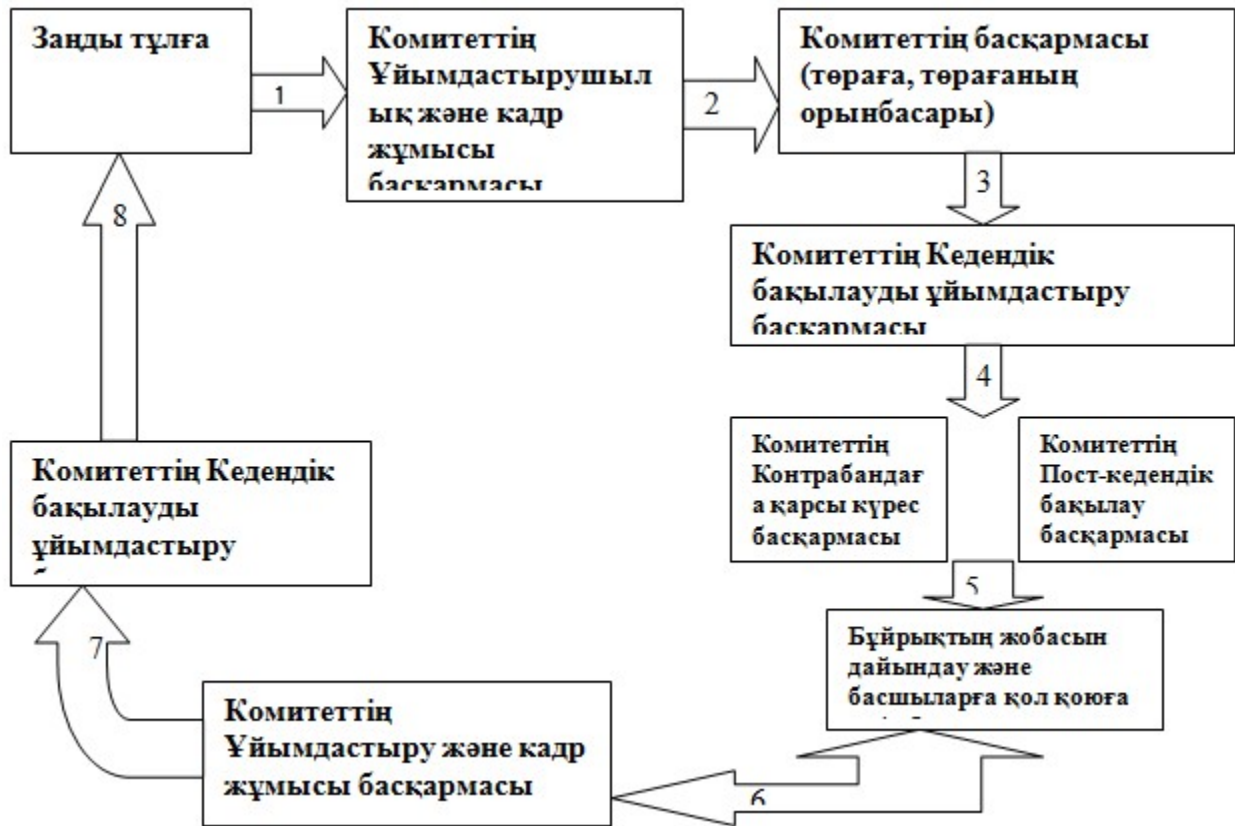 Заңды тұлға
1
Комитеттің
Ұйымдастырушыл
ық және кадр
жұмысы
басқармасы
2
Комитеттің басқармасы
(төраға, төрағаның
орынбасары)
3
Комитеттің Кедендік
бақылауды ұйымдастыру
басқармасы
4
Комитеттің
Контрабандағ
а қарсы күрес
басқармасы
Комитеттің
Пост-кедендік
бақылау
басқармасы
5
Бұйрықтың жобасын
дайындау және
басшыларға қол қоюға
6
Комитеттің
Ұйымдастыру және кадр
жұмысы басқармасы
7
Комитеттің Кедендік
бақылауды
ұйымдастыру
8